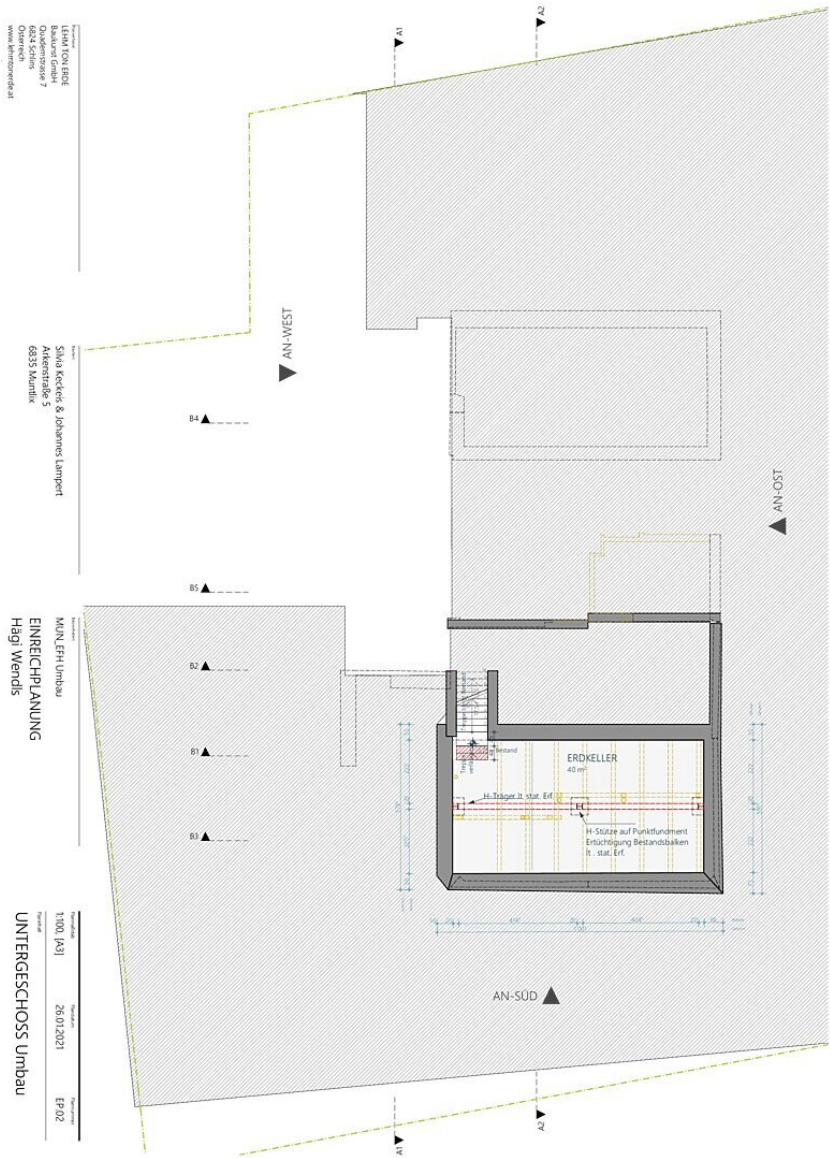 A1
A2
AN-WEST
AN-OST
B4
B5
B2
B1
B3
ERDKELLER
40 m²
Bestand
H-Träger lt. stat. Erf.
H-Stütze auf Punktfundment
Ertüchtigung Bestandsbalken
lt . stat. Erf.
AN-SÜD
A1
A2
LEHM TON ERDE
Baukunst GmbH
Quadernstrasse 7
6824 Schlins
Österreich
www.lehmtonerde.at
Silvia Keckeis & Johannes Lampert
Arkenstraße 5
6835 Muntlix
MUN_EFH Umbau
EINREICHPLANUNG
Hägi Wendls
1:100, [A3]
26.01.2021
EP.02
UNTERGESCHOSS Umbau